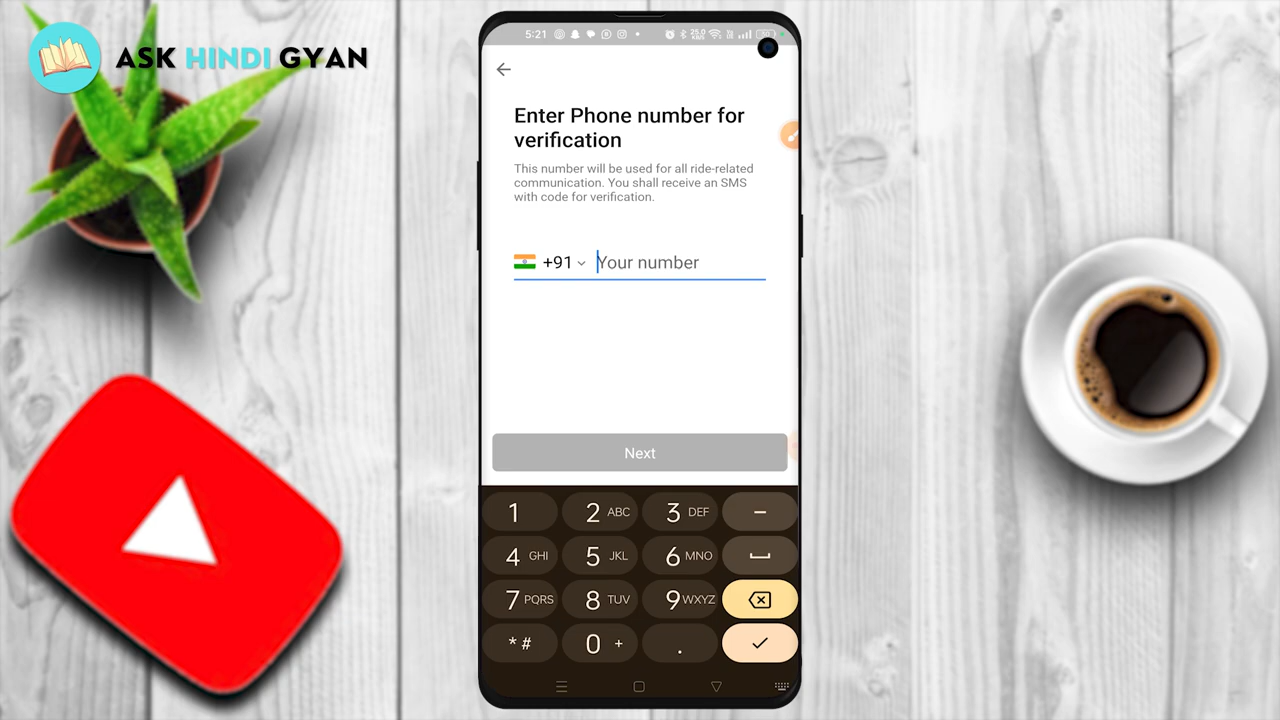 ASK HINDI GYAN
5:21
Enter Phone number for
verification
This number will be used for all ride-related
communication. You shall receive an SMS
with code for verification.
+91 Your number
Next
1 2 ABC 3 DEF –
4 GHI 5 JKL 6 MNO
7 PQRS 8 TUV 9 WXYZ
* # 0 + .